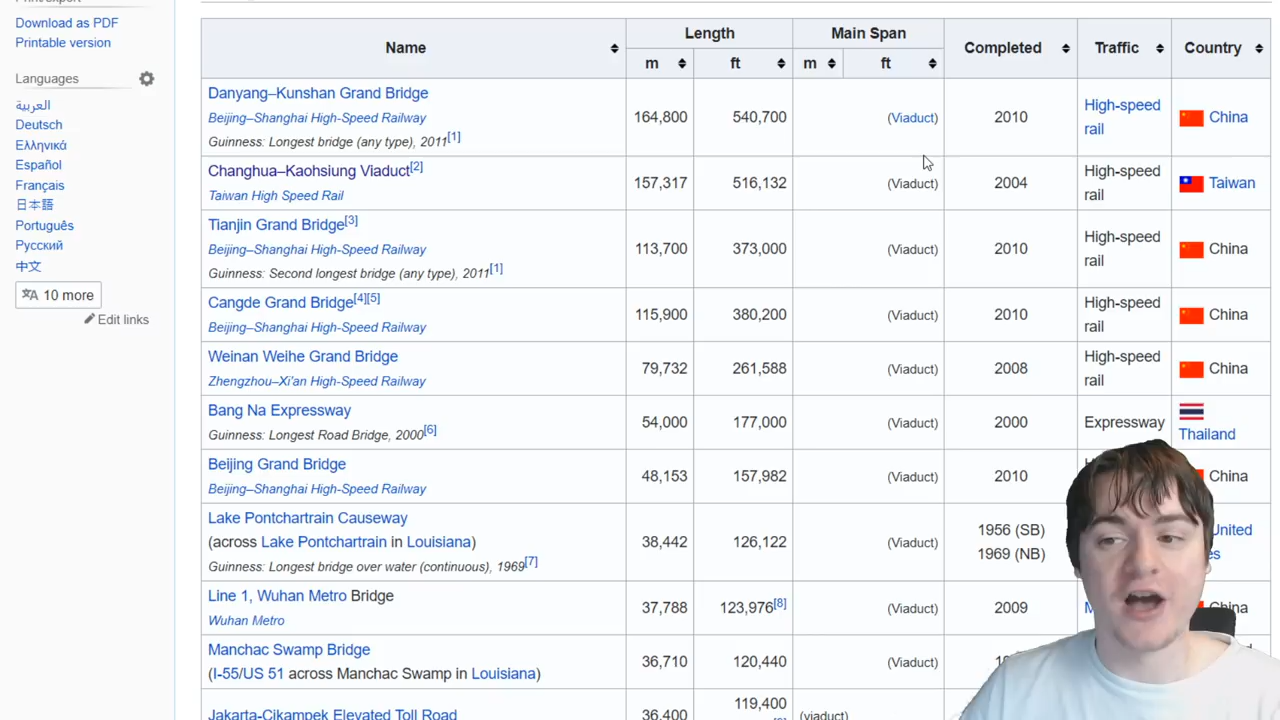 Download as PDF
Printable version
Languages
العربية
Deutsch
Ελληνικά
Español
Français
日本語
Português
Русский
中文
10 more
Edit links
Name Length Main Span Completed Traffic Country
m ft m ft
Danyang–Kunshan Grand Bridge
Beijing–Shanghai High-Speed Railway
Guinness: Longest bridge (any type), 2011[1]
164,800 540,700 (Viaduct) 2010 High-speed
rail
China
Changhua–Kaohsiung Viaduct[2]
Taiwan High Speed Rail
157,317 516,132 (Viaduct) 2004 High-speed
rail
Taiwan
Tianjin Grand Bridge[3]
Beijing–Shanghai High-Speed Railway
Guinness: Second longest bridge (any type), 2011[1]
113,700 373,000 (Viaduct) 2010 High-speed
rail
China
Cangde Grand Bridge[4][5]
Beijing–Shanghai High-Speed Railway
115,900 380,200 (Viaduct) 2010 High-speed
rail
China
Weinan Weihe Grand Bridge
Zhengzhou–Xi'an High-Speed Railway
79,732 261,588 (Viaduct) 2008 High-speed
rail
China
Bang Na Expressway
Guinness: Longest Road Bridge, 2000[6]
54,000 177,000 (Viaduct) 2000 Expressway
Thailand
Beijing Grand Bridge
Beijing–Shanghai High-Speed Railway
48,153 157,982 (Viaduct) 2010
China
Lake Pontchartrain Causeway
(across Lake Pontchartrain in Louisiana)
Guinness: Longest bridge over water (continuous), 1969[7]
38,442 126,122 (Viaduct) 1956 (SB)
1969 (NB)
United
Line 1, Wuhan Metro Bridge
Wuhan Metro
37,788 123,976[8] (Viaduct) 2009
China
Manchac Swamp Bridge
(I-55/US 51 across Manchac Swamp in Louisiana)
36,710 120,440 (Viaduct)
Jakarta-Cikampek Elevated Toll Road
36,400 119,400 (viaduct)